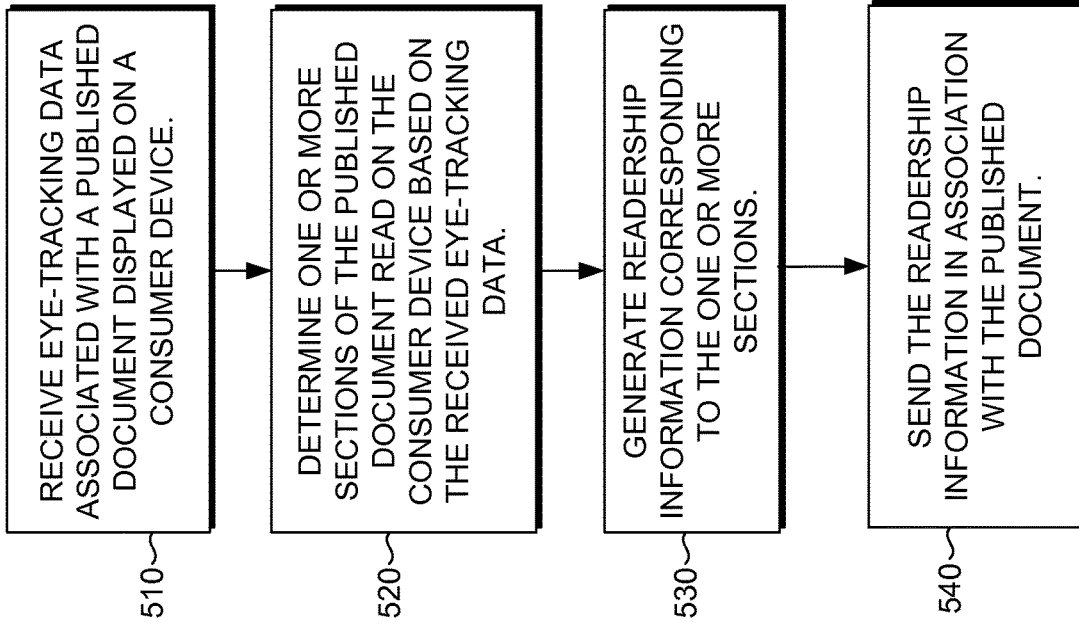 510
RECEIVE EYE-TRACKING DATA
ASSOCIATED WITH A PUBLISHED
DOCUMENT DISPLAYED ON A
CONSUMER DEVICE.
520
DETERMINE ONE OR MORE
SECTIONS OF THE PUBLISHED
DOCUMENT READ ON THE
CONSUMER DEVICE BASED ON
THE RECEIVED EYE-TRACKING
DATA.
530
GENERATE READERSHIP
INFORMATION CORRESPONDING
TO THE ONE OR MORE
SECTIONS.
540
SEND THE READERSHIP
INFORMATION IN ASSOCIATION
WITH THE PUBLISHED
DOCUMENT.